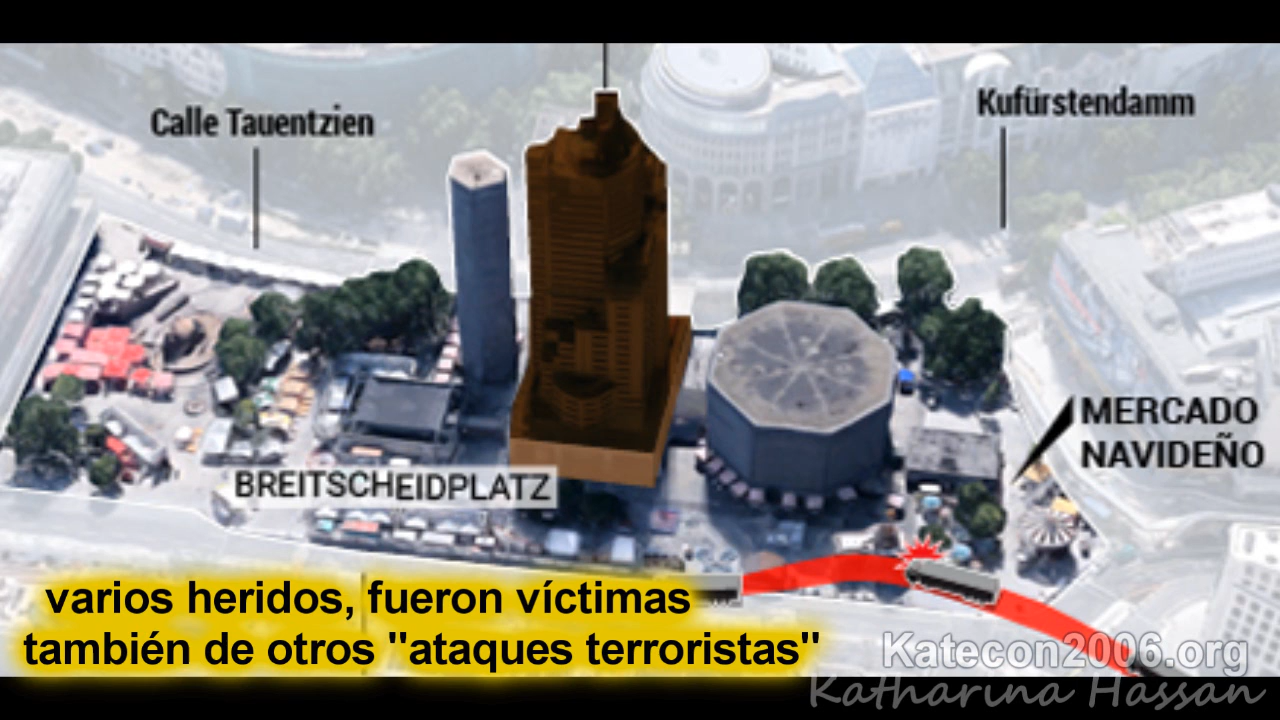 Calle Tauentzien
Kufürstendamm
MERCADO
NAVIDEÑO
BREITSCHEIDPLATZ
varios heridos, fueron víctimas
también de otros "ataques terroristas"
Katecon2006.org
Katharina Hassan